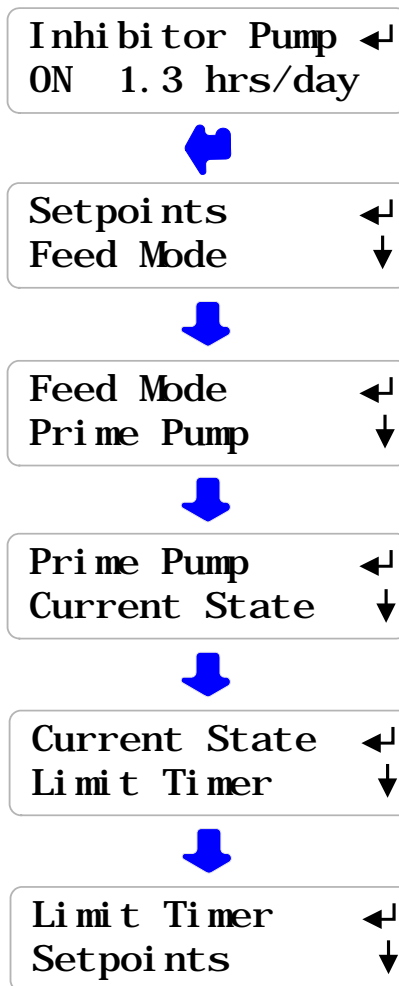 Inhibitor Pump ↵
ON 1.3 hrs/day
Setpoints ↵
Feed Mode ↓
Feed Mode ↵
Prime Pump ↓
Prime Pump ↵
Current State ↓
Current State ↵
Limit Timer ↓
Limit Timer ↵
Setpoints ↓